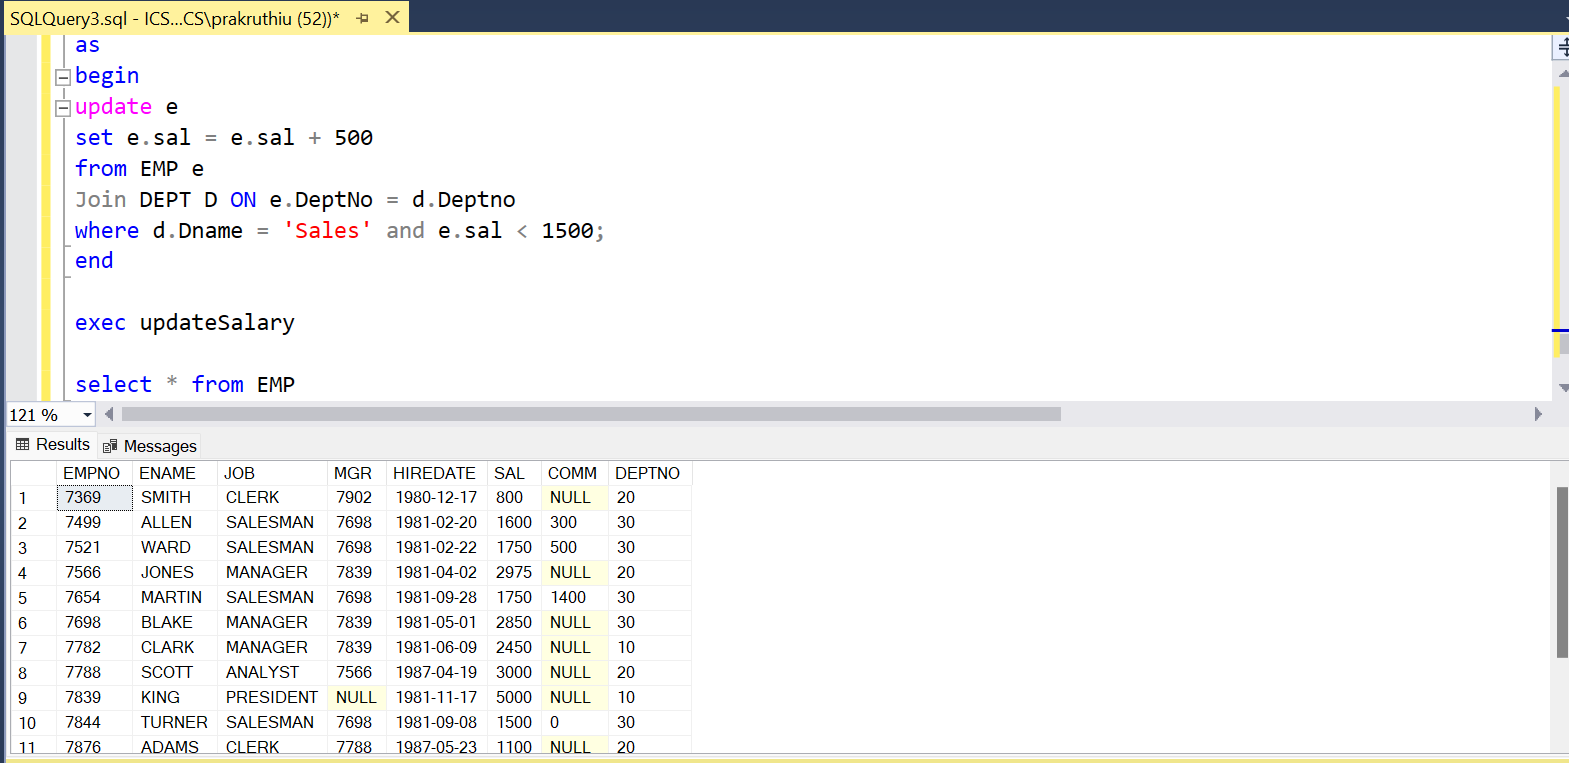 SQLQuery3.sql - ICS...CS\prakruthiu (52))*
as
begin
update e
set e.sal = e.sal + 500
from EMP e
Join DEPT D ON e.DeptNo = d.Deptno
where d.Dname = 'Sales' and e.sal < 1500;
end
exec updateSalary
select * from EMP
121 %
Results Messages
EMPNO ENAME JOB MGR HIREDATE SAL COMM DEPTNO
1 7369 SMITH CLERK 7902 1980-12-17 800 NULL 20
2 7499 ALLEN SALESMAN 7698 1981-02-20 1600 300 30
3 7521 WARD SALESMAN 7698 1981-02-22 1750 500 30
4 7566 JONES MANAGER 7839 1981-04-02 2975 NULL 20
5 7654 MARTIN SALESMAN 7698 1981-09-28 1750 1400 30
6 7698 BLAKE MANAGER 7839 1981-05-01 2850 NULL 30
7 7782 CLARK MANAGER 7839 1981-06-09 2450 NULL 10
8 7788 SCOTT ANALYST 7566 1987-04-19 3000 NULL 20
9 7839 KING PRESIDENT NULL 1981-11-17 5000 NULL 10
10 7844 TURNER SALESMAN 7698 1981-09-08 1500 0 30
11 7876 ADAMS CLERK 7788 1987-05-23 1100 NULL 20